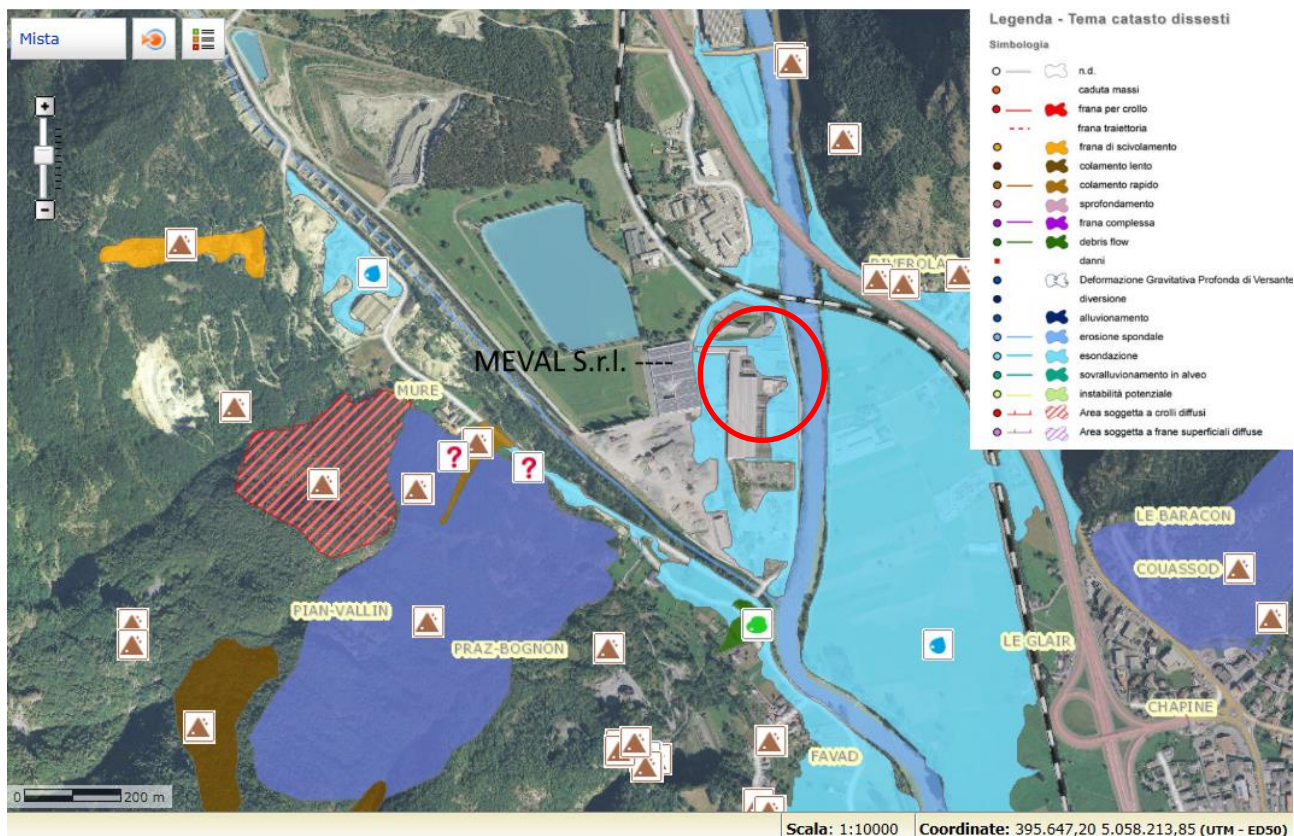 Mista
Legenda - Tema catasto dissesti
Simbologia
n.d.
caduta massi
frana per crollo
frana traiettoria
frana di scivolamento
colamento lento
colamento rapido
sprofondamento
frana complessa
debris flow
danni
Deformazione Gravitativa Profonda di Versante
diversione
alluvionamento
erosione spondale
esondazione
sovralluvionamento in alveo
instabilità potenziale
Area soggetta a crolli diffusi
Area soggetta a frane superficiali diffuse
RIVEROLA
MEVAL S.r.l. ----
MURE
?
?
LE BARACON
COUASSOD
PIAN-VALLIN
PRAZ-BOGNON
LE GLAIR
CHAPINE
FAVAD
0 200 m
Scala: 1:10000 Coordinate: 395.647,20 5.058.213,85 (UTM - ED50)